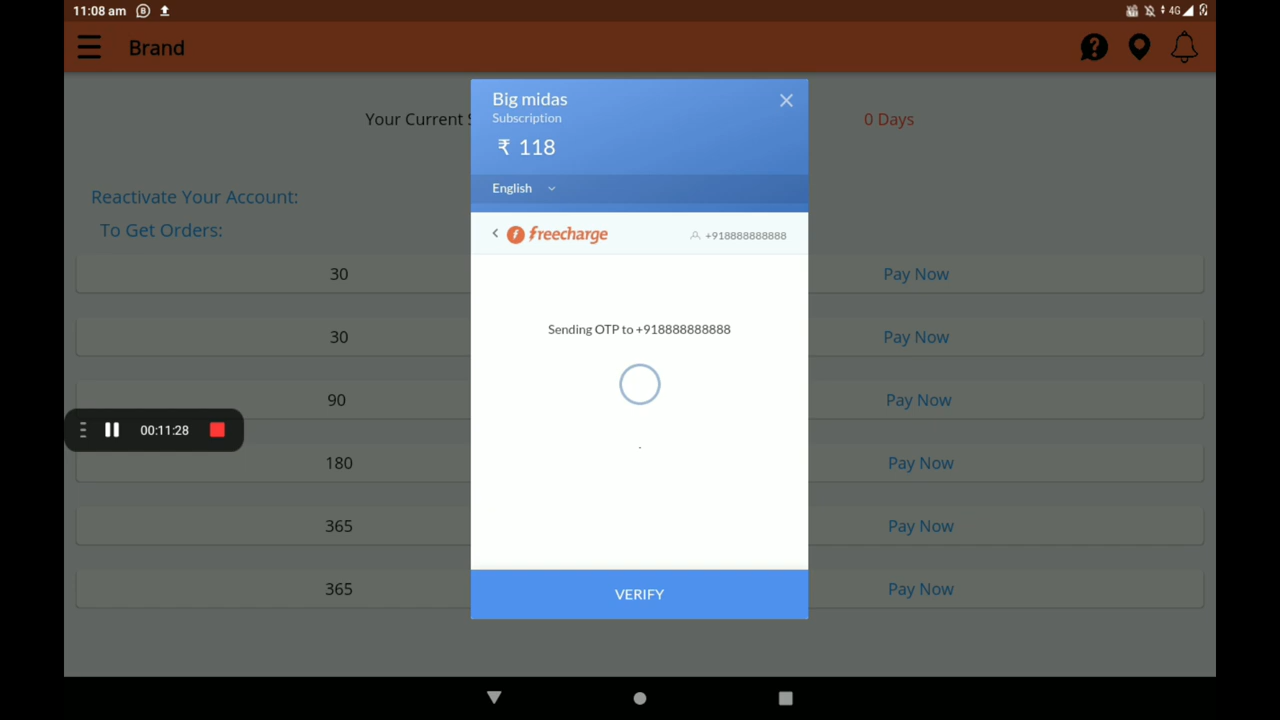 11:08 am
4G
Brand
Your Current S
0 Days
Big midas
Subscription
₹ 118
English
Reactivate Your Account:
To Get Orders:
freecharge
+918888888888
30 Pay Now
Sending OTP to +918888888888
30 Pay Now
90 Pay Now
00:11:28
180 Pay Now
365 Pay Now
365 Pay Now
VERIFY